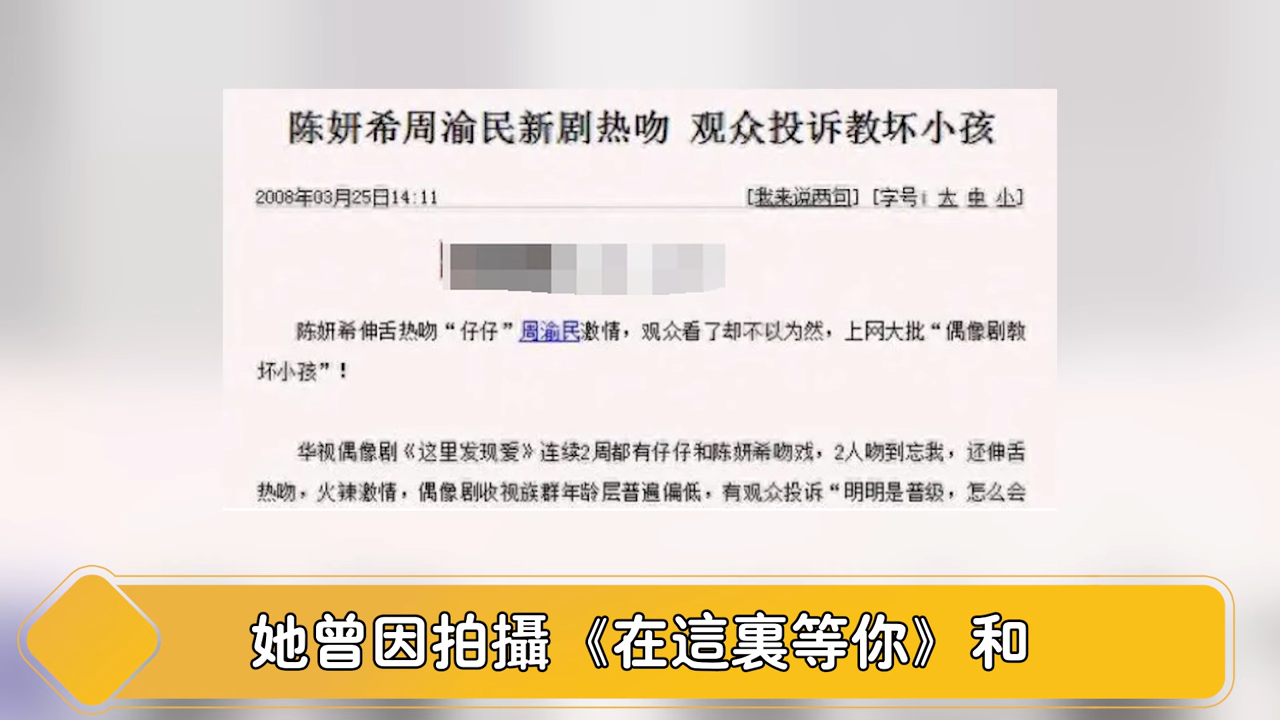 陈妍希周渝民新剧热吻 观众投诉教坏小孩
2008年03月25日14:11 [我来说两句] [字号: 大 中 小]
陈妍希伸舌热吻“仔仔”周渝民激情，观众看了却不以为然，上网大批“偶像剧教
坏小孩”！
华视偶像剧《这里发现爱》连续2周都有仔仔和陈妍希吻戏，2人吻到忘我，还伸舌
热吻，火辣激情，偶像剧收视族群年龄层普遍偏低，有观众投诉“明明是普级，怎么会
她曾因拍攝《在這裏等你》和